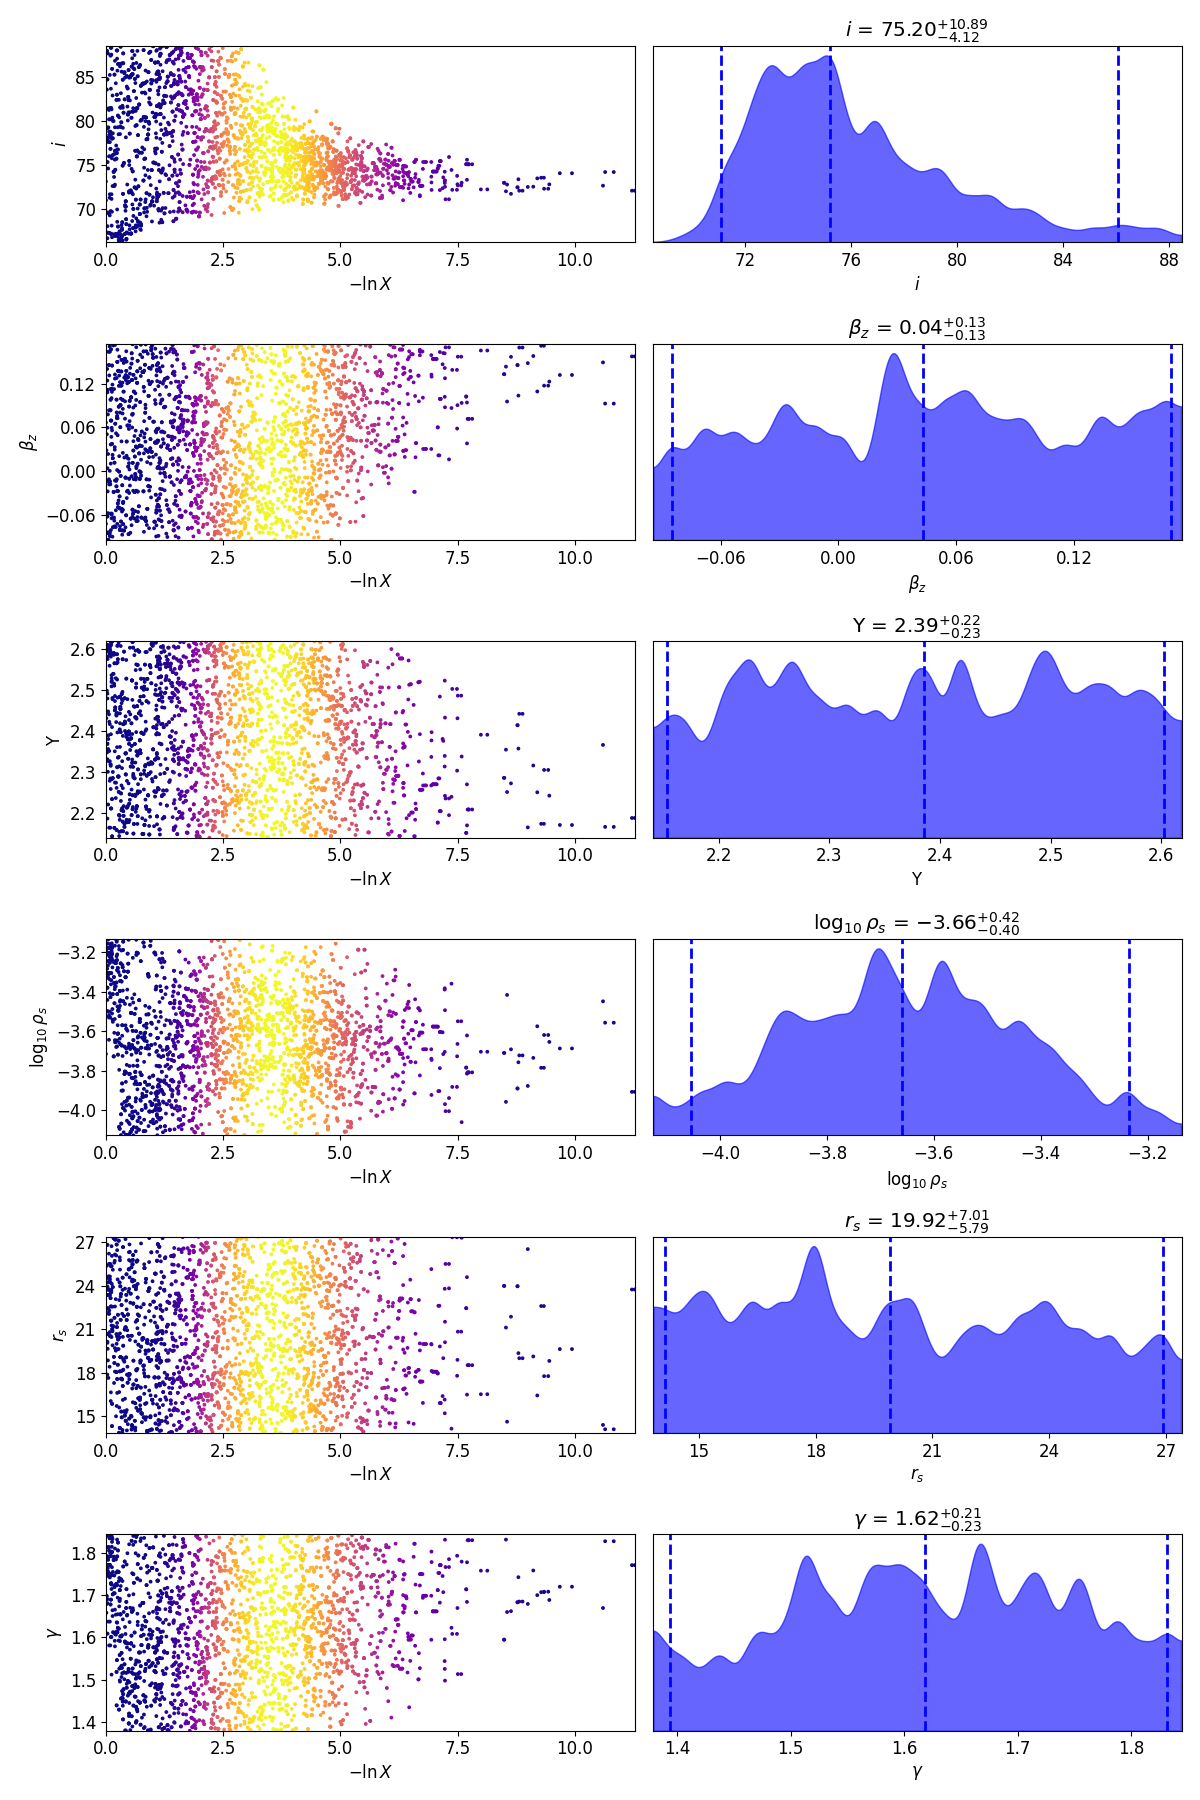 i = 75.20 +10.89 −4.12
85
80
75
70
i
0.0 2.5 5.0 7.5 10.0
−ln X
72 76 80 84 88
i
β_z = 0.04 +0.13 −0.13
0.12
0.06
0.00
−0.06
β_z
0.0 2.5 5.0 7.5 10.0
−ln X
−0.06 0.00 0.06 0.12
β_z
Y = 2.39 +0.22 −0.23
2.6
2.5
2.4
2.3
2.2
Y
0.0 2.5 5.0 7.5 10.0
−ln X
2.2 2.3 2.4 2.5 2.6
Y
log₁₀ ρ_s = −3.66 +0.42 −0.40
−3.2
−3.4
−3.6
−3.8
−4.0
log₁₀ ρ_s
0.0 2.5 5.0 7.5 10.0
−ln X
−4.0 −3.8 −3.6 −3.4 −3.2
log₁₀ ρ_s
r_s = 19.92 +7.01 −5.79
27
24
21
18
15
r_s
0.0 2.5 5.0 7.5 10.0
−ln X
15 18 21 24 27
r_s
γ = 1.62 +0.21 −0.23
1.8
1.7
1.6
1.5
1.4
γ
0.0 2.5 5.0 7.5 10.0
−ln X
1.4 1.5 1.6 1.7 1.8
γ